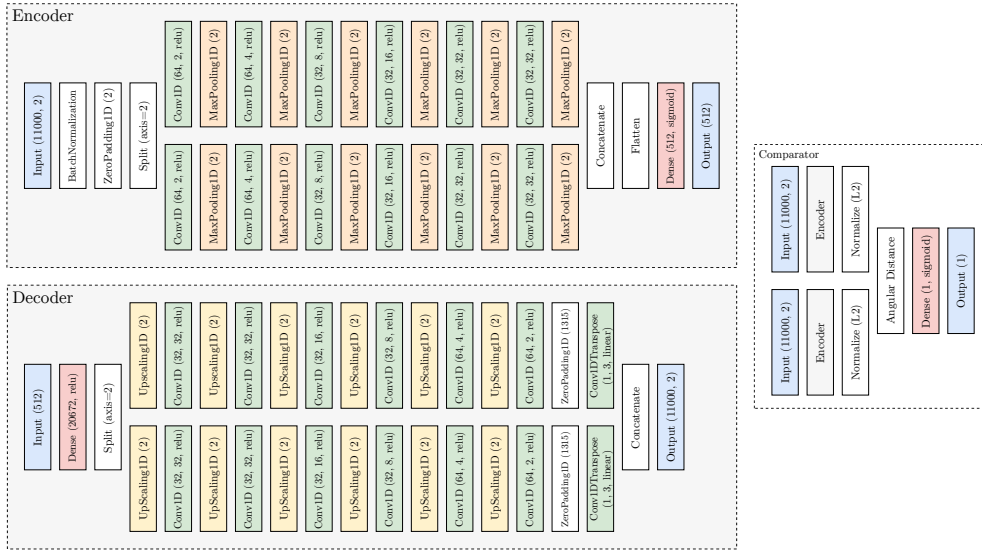 Encoder
Input (11000, 2)
BatchNormalization
ZeroPadding1D (2)
Split (axis=2)
Conv1D (64, 2, relu)
MaxPooling1D (2)
Conv1D (64, 4, relu)
MaxPooling1D (2)
Conv1D (32, 8, relu)
MaxPooling1D (2)
Conv1D (32, 16, relu)
MaxPooling1D (2)
Conv1D (32, 32, relu)
MaxPooling1D (2)
Conv1D (32, 32, relu)
MaxPooling1D (2)
Conv1D (64, 2, relu)
MaxPooling1D (2)
Conv1D (64, 4, relu)
MaxPooling1D (2)
Conv1D (32, 8, relu)
MaxPooling1D (2)
Conv1D (32, 16, relu)
MaxPooling1D (2)
Conv1D (32, 32, relu)
MaxPooling1D (2)
Conv1D (32, 32, relu)
MaxPooling1D (2)
Concatenate
Flatten
Dense (512, sigmoid)
Output (512)
Decoder
Input (512)
Dense (20672, relu)
Split (axis=2)
Upscaling1D (2)
Conv1D (32, 32, relu)
Upscaling1D (2)
Conv1D (32, 32, relu)
UpScaling1D (2)
Conv1D (32, 16, relu)
UpScaling1D (2)
Conv1D (32, 8, relu)
UpScaling1D (2)
Conv1D (64, 4, relu)
UpScaling1D (2)
Conv1D (64, 2, relu)
ZeroPadding1D (1315)
Conv1DTranspose
(1, 3, linear)
UpScaling1D (2)
Conv1D (32, 32, relu)
UpScaling1D (2)
Conv1D (32, 32, relu)
UpScaling1D (2)
Conv1D (32, 16, relu)
UpScaling1D (2)
Conv1D (32, 8, relu)
UpScaling1D (2)
Conv1D (64, 4, relu)
UpScaling1D (2)
Conv1D (64, 2, relu)
ZeroPadding1D (1315)
Conv1DTranspose
(1, 3, linear)
Concatenate
Output (11000, 2)
Comparator
Input (11000, 2)
Encoder
Normalize (L2)
Input (11000, 2)
Encoder
Normalize (L2)
Angular Distance
Dense (1, sigmoid)
Output (1)